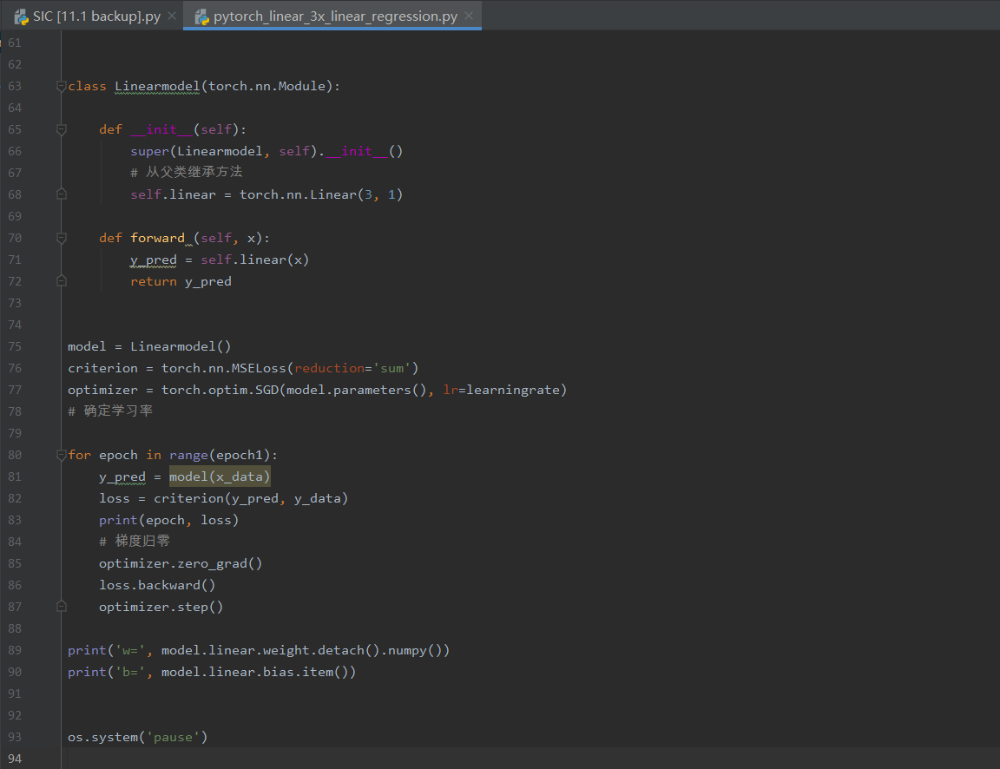 SIC [11.1 backup].py × pytorch_linear_3x_linear_regression.py ×
61
62
63 class Linearmodel(torch.nn.Module):
64
65     def __init__(self):
66         super(Linearmodel, self).__init__()
67         # 从父类继承方法
68         self.linear = torch.nn.Linear(3, 1)
69
70     def forward_(self, x):
71         y_pred = self.linear(x)
72         return y_pred
73
74
75 model = Linearmodel()
76 criterion = torch.nn.MSELoss(reduction='sum')
77 optimizer = torch.optim.SGD(model.parameters(), lr=learningrate)
78 # 确定学习率
79
80 for epoch in range(epoch1):
81     y_pred = model(x_data)
82     loss = criterion(y_pred, y_data)
83     print(epoch, loss)
84     # 梯度归零
85     optimizer.zero_grad()
86     loss.backward()
87     optimizer.step()
88
89 print('w=', model.linear.weight.detach().numpy())
90 print('b=', model.linear.bias.item())
91
92
93 os.system('pause')
94